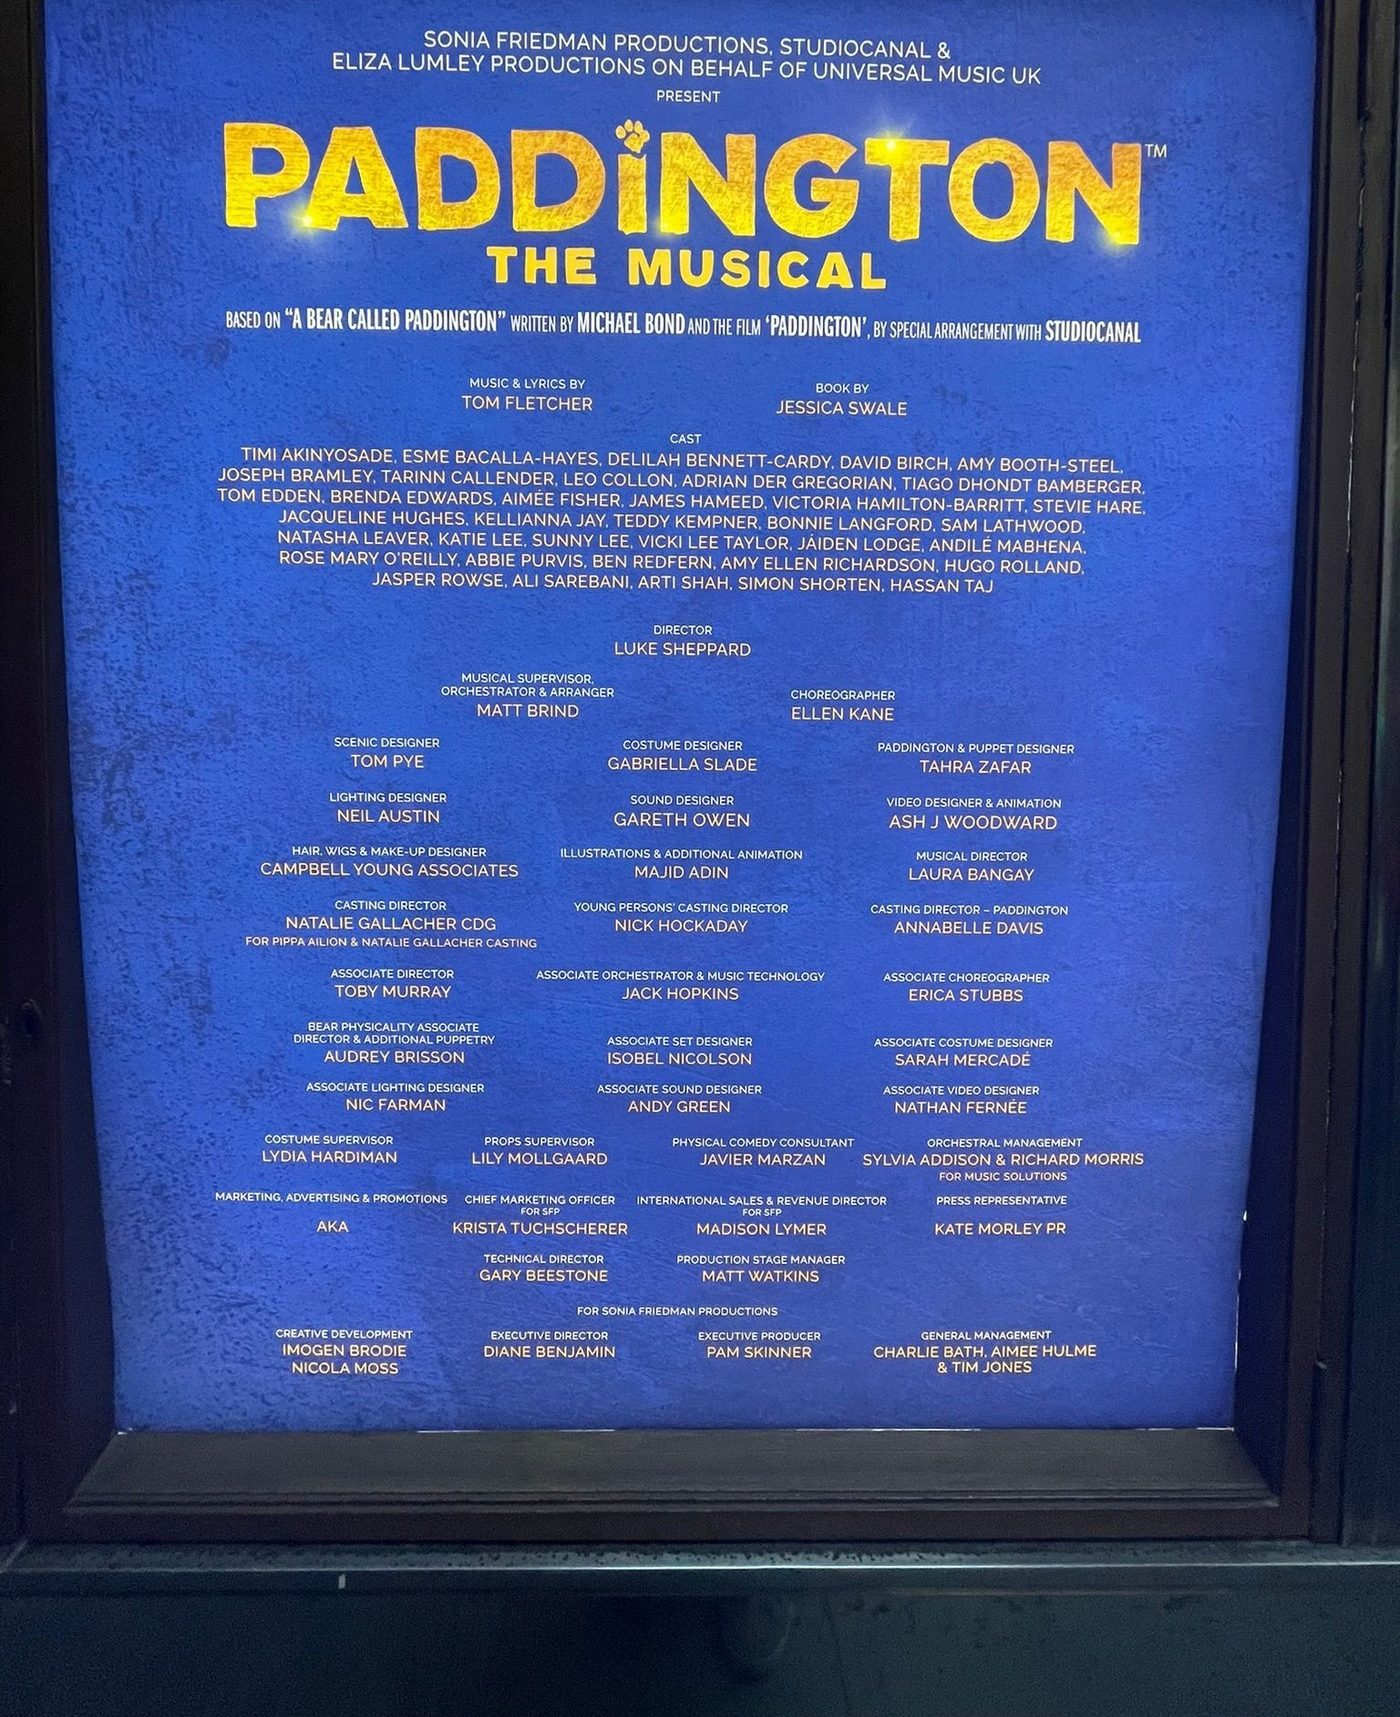 SONIA FRIEDMAN PRODUCTIONS, STUDIOCANAL &
ELIZA LUMLEY PRODUCTIONS ON BEHALF OF UNIVERSAL MUSIC UK
PRESENT
PADDiNGTON™
THE MUSICAL
BASED ON "A BEAR CALLED PADDINGTON" WRITTEN BY MICHAEL BOND AND THE FILM 'PADDINGTON', BY SPECIAL ARRANGEMENT WITH STUDIOCANAL
MUSIC & LYRICS BY
TOM FLETCHER
BOOK BY
JESSICA SWALE
CAST
TIMI AKINYOSADE, ESME BACALLA-HAYES, DELILAH BENNETT-CARDY, DAVID BIRCH, AMY BOOTH-STEEL,
JOSEPH BRAMLEY, TARINN CALLENDER, LEO COLLON, ADRIAN DER GREGORIAN, TIAGO DHONDT BAMBERGER,
TOM EDDEN, BRENDA EDWARDS, AIMÉE FISHER, JAMES HAMEED, VICTORIA HAMILTON-BARRITT, STEVIE HARE,
JACQUELINE HUGHES, KELLIANNA JAY, TEDDY KEMPNER, BONNIE LANGFORD, SAM LATHWOOD,
NATASHA LEAVER, KATIE LEE, SUNNY LEE, VICKI LEE TAYLOR, JÁIDEN LODGE, ANDILÉ MABHENA,
ROSE MARY O'REILLY, ABBIE PURVIS, BEN REDFERN, AMY ELLEN RICHARDSON, HUGO ROLLAND,
JASPER ROWSE, ALI SAREBANI, ARTI SHAH, SIMON SHORTEN, HASSAN TAJ
DIRECTOR
LUKE SHEPPARD
MUSICAL SUPERVISOR,
ORCHESTRATOR & ARRANGER
MATT BRIND
CHOREOGRAPHER
ELLEN KANE
SCENIC DESIGNER
TOM PYE
COSTUME DESIGNER
GABRIELLA SLADE
PADDINGTON & PUPPET DESIGNER
TAHRA ZAFAR
LIGHTING DESIGNER
NEIL AUSTIN
SOUND DESIGNER
GARETH OWEN
VIDEO DESIGNER & ANIMATION
ASH J WOODWARD
HAIR, WIGS & MAKE-UP DESIGNER
CAMPBELL YOUNG ASSOCIATES
ILLUSTRATIONS & ADDITIONAL ANIMATION
MAJID ADIN
MUSICAL DIRECTOR
LAURA BANGAY
CASTING DIRECTOR
NATALIE GALLACHER CDG
FOR PIPPA AILION & NATALIE GALLACHER CASTING
YOUNG PERSONS' CASTING DIRECTOR
NICK HOCKADAY
CASTING DIRECTOR – PADDINGTON
ANNABELLE DAVIS
ASSOCIATE DIRECTOR
TOBY MURRAY
ASSOCIATE ORCHESTRATOR & MUSIC TECHNOLOGY
JACK HOPKINS
ASSOCIATE CHOREOGRAPHER
ERICA STUBBS
BEAR PHYSICALITY ASSOCIATE
DIRECTOR & ADDITIONAL PUPPETRY
AUDREY BRISSON
ASSOCIATE SET DESIGNER
ISOBEL NICOLSON
ASSOCIATE COSTUME DESIGNER
SARAH MERCADÉ
ASSOCIATE LIGHTING DESIGNER
NIC FARMAN
ASSOCIATE SOUND DESIGNER
ANDY GREEN
ASSOCIATE VIDEO DESIGNER
NATHAN FERNÉE
COSTUME SUPERVISOR
LYDIA HARDIMAN
PROPS SUPERVISOR
LILY MOLLGAARD
PHYSICAL COMEDY CONSULTANT
JAVIER MARZAN
ORCHESTRAL MANAGEMENT
SYLVIA ADDISON & RICHARD MORRIS
FOR MUSIC SOLUTIONS
MARKETING, ADVERTISING & PROMOTIONS
AKA
CHIEF MARKETING OFFICER
FOR SFP
KRISTA TUCHSCHERER
INTERNATIONAL SALES & REVENUE DIRECTOR
FOR SFP
MADISON LYMER
PRESS REPRESENTATIVE
KATE MORLEY PR
TECHNICAL DIRECTOR
GARY BEESTONE
PRODUCTION STAGE MANAGER
MATT WATKINS
FOR SONIA FRIEDMAN PRODUCTIONS
CREATIVE DEVELOPMENT
IMOGEN BRODIE
NICOLA MOSS
EXECUTIVE DIRECTOR
DIANE BENJAMIN
EXECUTIVE PRODUCER
PAM SKINNER
GENERAL MANAGEMENT
CHARLIE BATH, AIMEE HULME
& TIM JONES